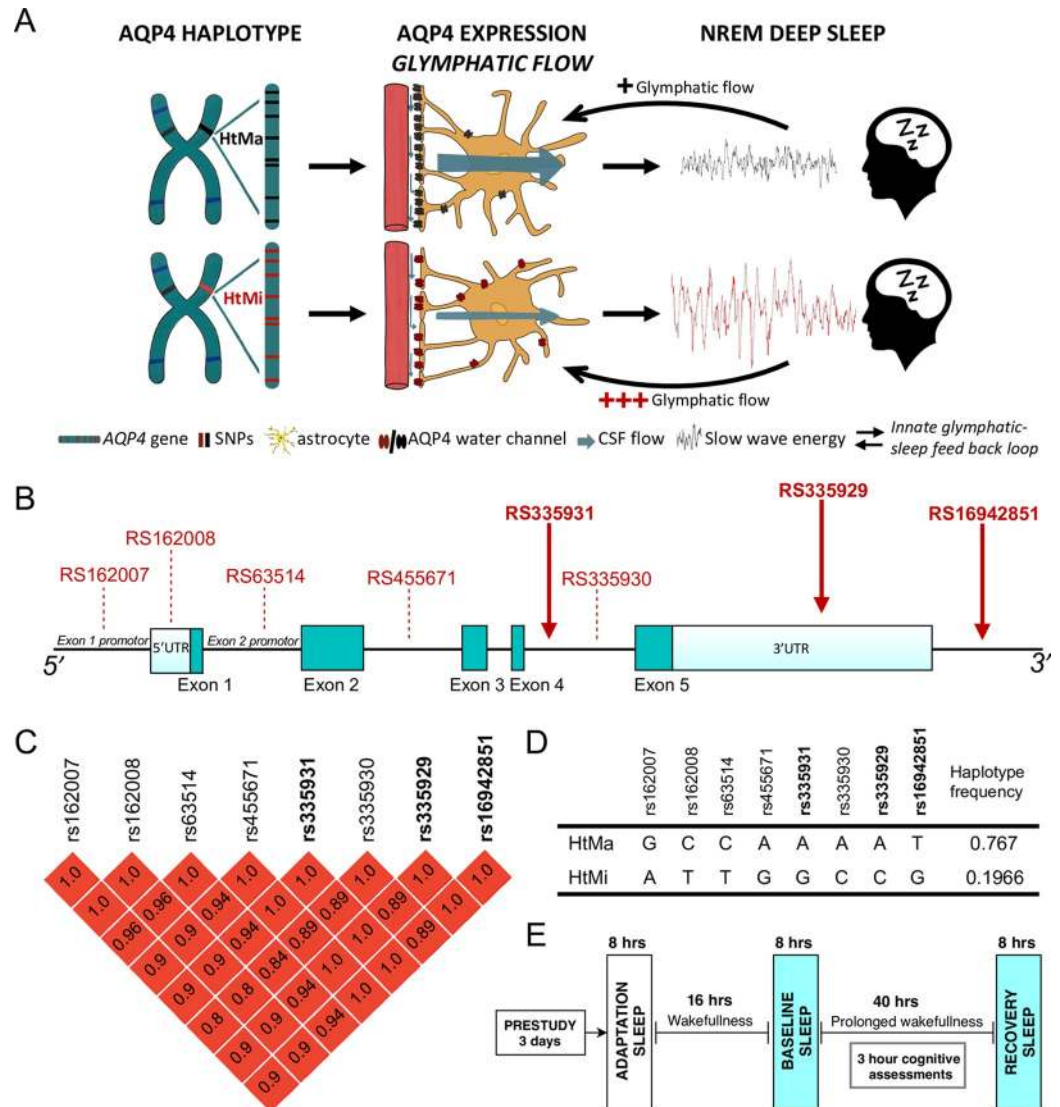 A
AQP4 HAPLOTYPE
AQP4 EXPRESSION
GLYMPHATIC FLOW
NREM DEEP SLEEP
+ Glymphatic flow
HtMa
Z Z z
HtMi
Z Z z
+++ Glymphatic flow
AQP4 gene
SNPs
astrocyte
/ AQP4 water channel
CSF flow
Slow wave energy
Innate glymphatic-
sleep feed back loop
B
RS335931
RS335929
RS16942851
RS162008
RS162007
RS63514
RS455671
RS335930
Exon 1 promotor
5'UTR
Exon 2 promotor
3'UTR
5'
3'
Exon 1
Exon 2
Exon 3
Exon 4
Exon 5
C
rs162007
rs162008
rs63514
rs455671
rs335931
rs335930
rs335929
rs16942851
1.0 1.0 1.0 1.0 1.0 1.0 1.0 1.0
1.0 0.96 0.94 1.0 0.89 0.89 1.0
0.96 0.9 0.94 0.89 1.0 0.89
0.9 0.9 0.84 1.0 1.0
0.9 0.8 0.94 1.0
0.8 0.9 1.0
0.9 0.94
0.9
D
rs162007
rs162008
rs63514
rs455671
rs335931
rs335930
rs335929
rs16942851
Haplotype
frequency
HtMa G C C A A A A T 0.767
HtMi A T T G G C C G 0.1966
E
8 hrs
8 hrs
8 hrs
PRESTUDY
3 days
ADAPTATION
SLEEP
16 hrs
Wakefullness
BASELINE
SLEEP
40 hrs
Prolonged wakefullness
3 hour cognitive
assessments
RECOVERY
SLEEP